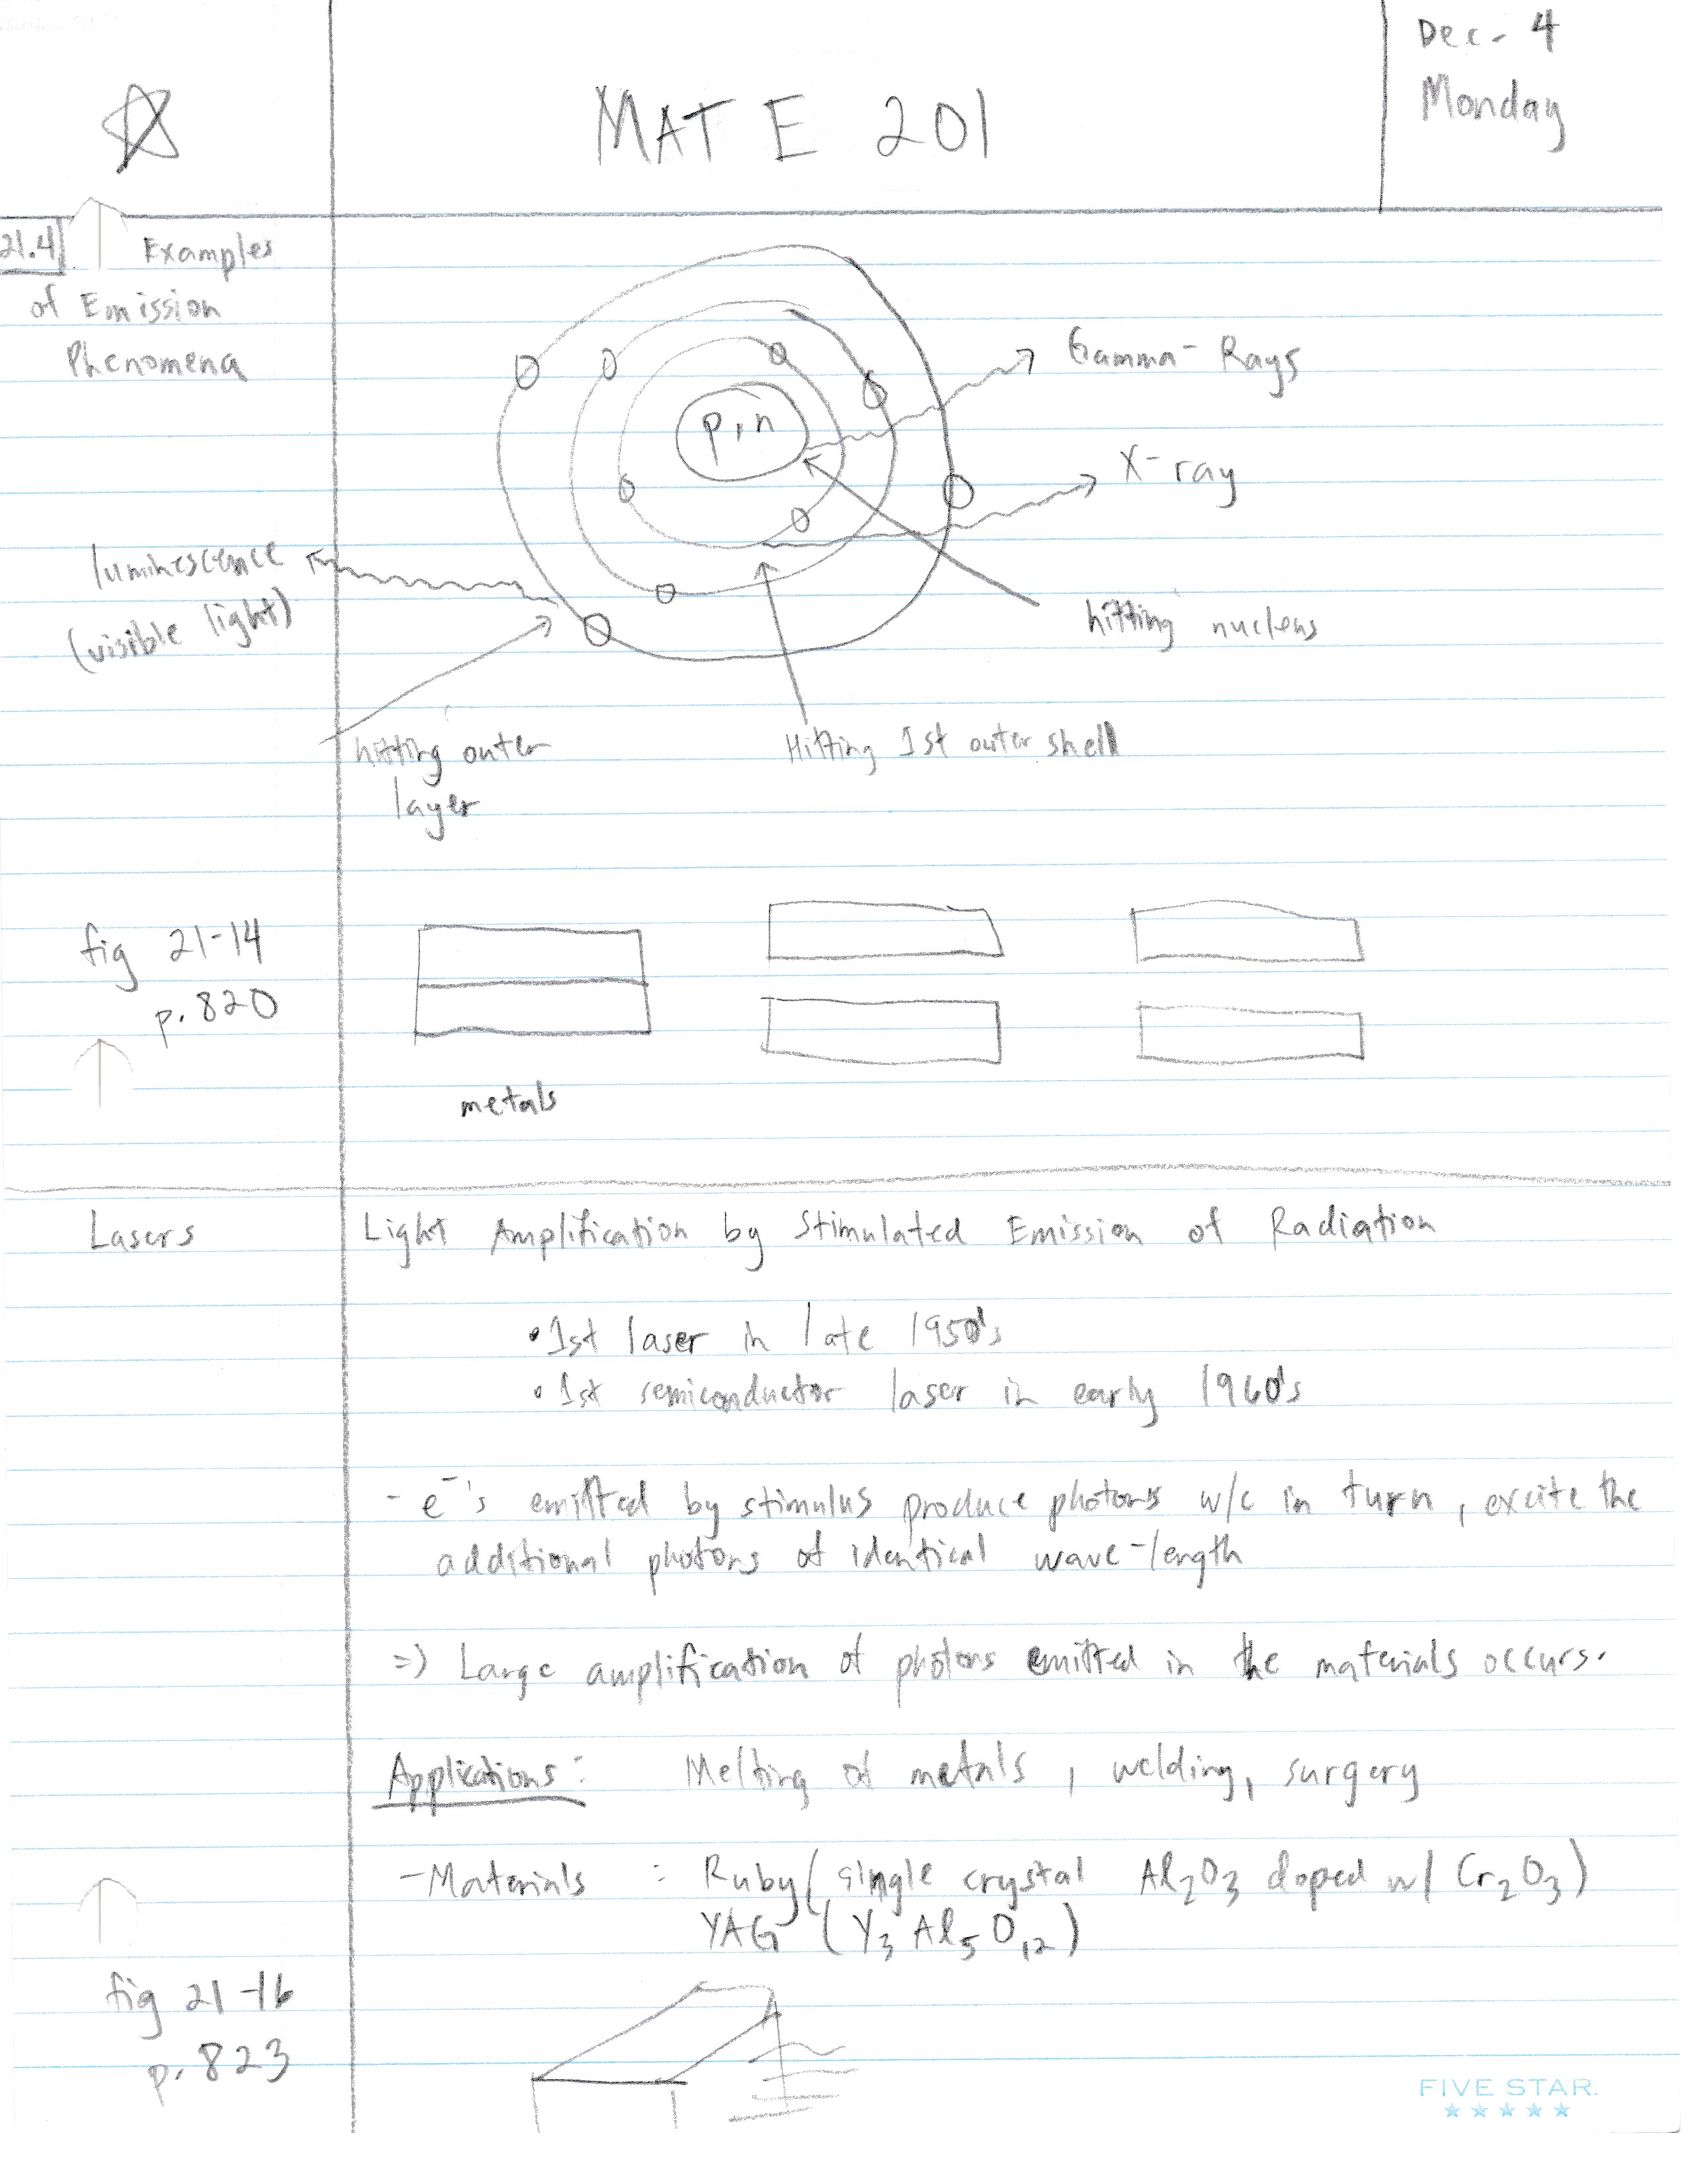 Dec. 4
Monday
MAT E 201
21.4 Examples
of Emission
Phenomena
p, n
Gamma-Rays
X-ray
luminescence
(visible light)
hitting nucleus
hitting outer
layer
Hitting 1st outer shell
fig 21-14
p. 820
metals
Lasers
Light Amplification by Stimulated Emission of Radiation
• 1st laser in late 1950's
• 1st semiconductor laser in early 1960's
- e⁻'s emitted by stimulus produce photons w/c in turn, excite the
additional photons of identical wave-length
=) Large amplification of photons emitted in the materials occurs.
Applications: Melting of metals, welding, surgery
- Materials : Ruby (single crystal Al₂O₃ doped w/ Cr₂O₃)
YAG (Y₃Al₅O₁₂)
fig 21-16
p. 823
FIVE STAR.